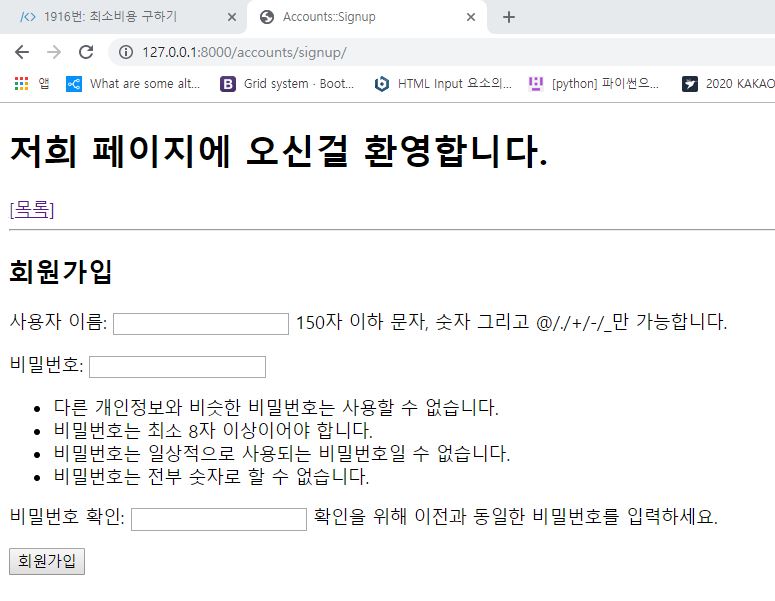 1916번: 최소비용 구하기
Accounts::Signup
127.0.0.1:8000/accounts/signup/
앱 What are some alt... Grid system · Boot... HTML Input 요소의... [python] 파이썬으... 2020 KAKAO
저희 페이지에 오신걸 환영합니다.
[목록]
회원가입
사용자 이름: 150자 이하 문자, 숫자 그리고 @/./+/-/_만 가능합니다.
비밀번호:
• 다른 개인정보와 비슷한 비밀번호는 사용할 수 없습니다.
• 비밀번호는 최소 8자 이상이어야 합니다.
• 비밀번호는 일상적으로 사용되는 비밀번호일 수 없습니다.
• 비밀번호는 전부 숫자로 할 수 없습니다.
비밀번호 확인: 확인을 위해 이전과 동일한 비밀번호를 입력하세요.
회원가입